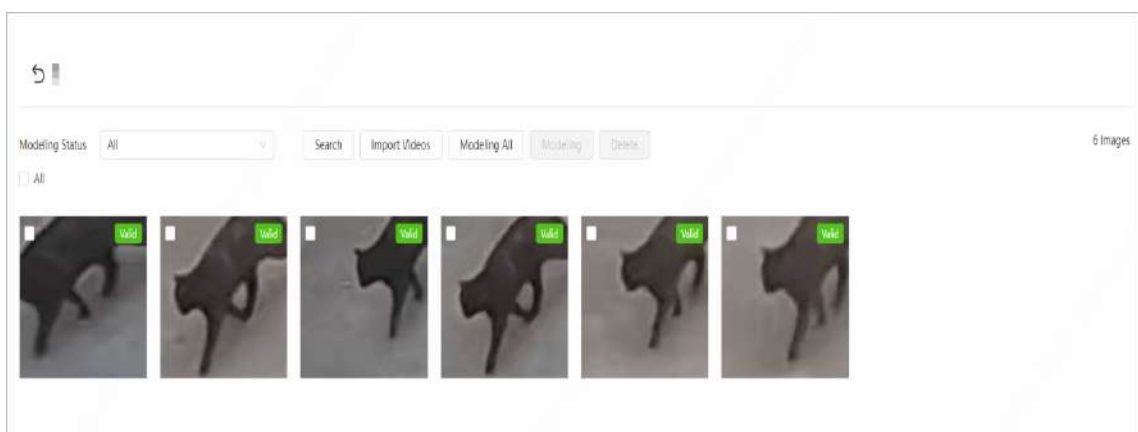 Modeling Status All Search Import Videos Modeling All Modeling Delete 6 Images
All
Valid Valid Valid Valid Valid Valid